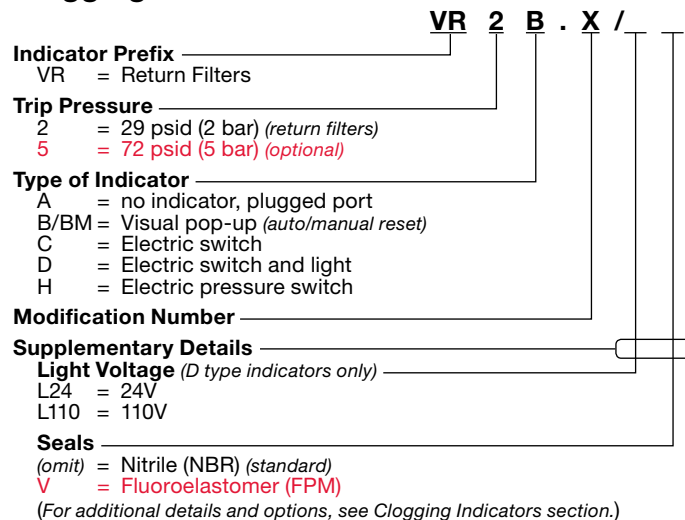 VR 2 B . X /_ _
Indicator Prefix
VR = Return Filters
Trip Pressure
2 = 29 psid (2 bar) (return filters)
5 = 72 psid (5 bar) (optional)
Type of Indicator
A = no indicator, plugged port
B/BM = Visual pop-up (auto/manual reset)
C = Electric switch
D = Electric switch and light
H = Electric pressure switch
Modification Number
Supplementary Details
Light Voltage (D type indicators only)
L24 = 24V
L110 = 110V
Seals
(omit) = Nitrile (NBR) (standard)
V = Fluoroelastomer (FPM)
(For additional details and options, see Clogging Indicators section.)